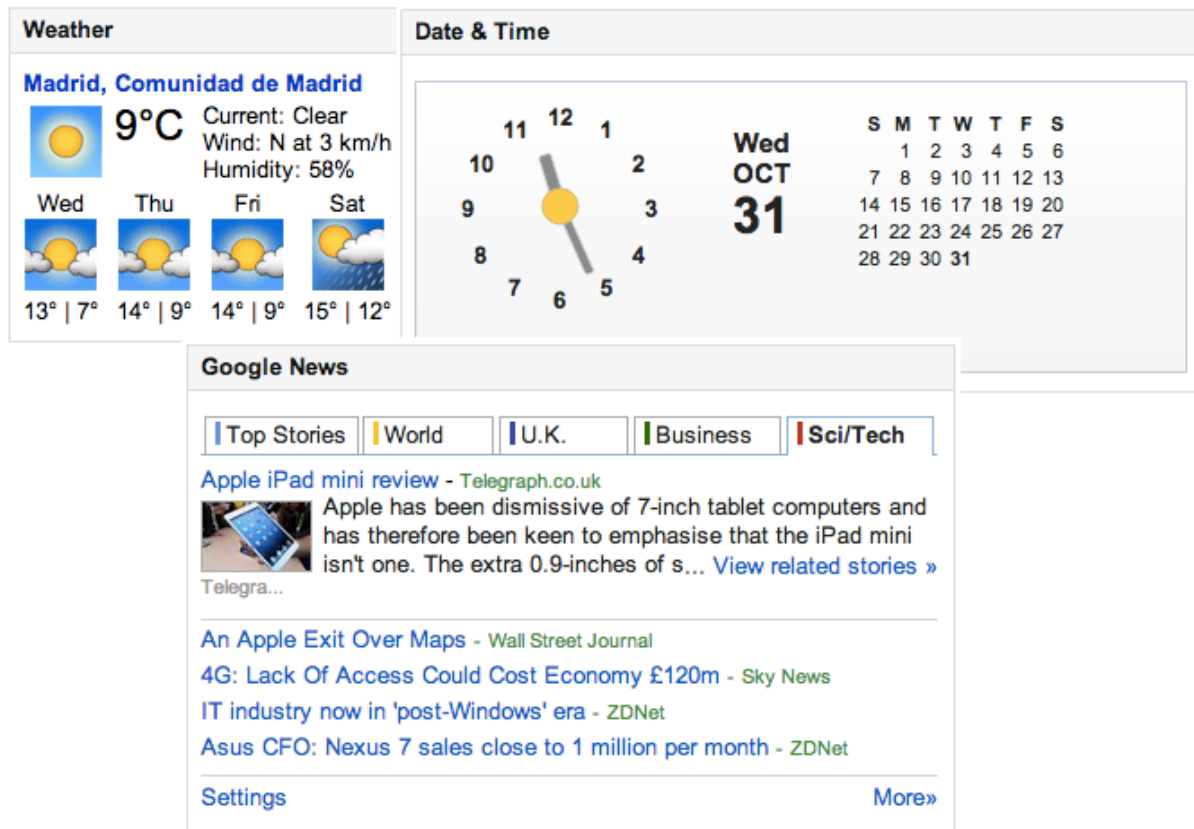 Weather
Madrid, Comunidad de Madrid
9°C
Current: Clear
Wind: N at 3 km/h
Humidity: 58%
Wed Thu Fri Sat
13° | 7° 14° | 9° 14° | 9° 15° | 12°
Date & Time
12
11 1
10 2
9 3
8 4
7 5
6
Wed
OCT
31
S M T W T F S
1 2 3 4 5 6
7 8 9 10 11 12 13
14 15 16 17 18 19 20
21 22 23 24 25 26 27
28 29 30 31
Google News
Top Stories World U.K. Business Sci/Tech
Apple iPad mini review - Telegraph.co.uk
Apple has been dismissive of 7-inch tablet computers and
has therefore been keen to emphasise that the iPad mini
isn't one. The extra 0.9-inches of s... View related stories »
Telegra...
An Apple Exit Over Maps - Wall Street Journal
4G: Lack Of Access Could Cost Economy £120m - Sky News
IT industry now in 'post-Windows' era - ZDNet
Asus CFO: Nexus 7 sales close to 1 million per month - ZDNet
Settings More»